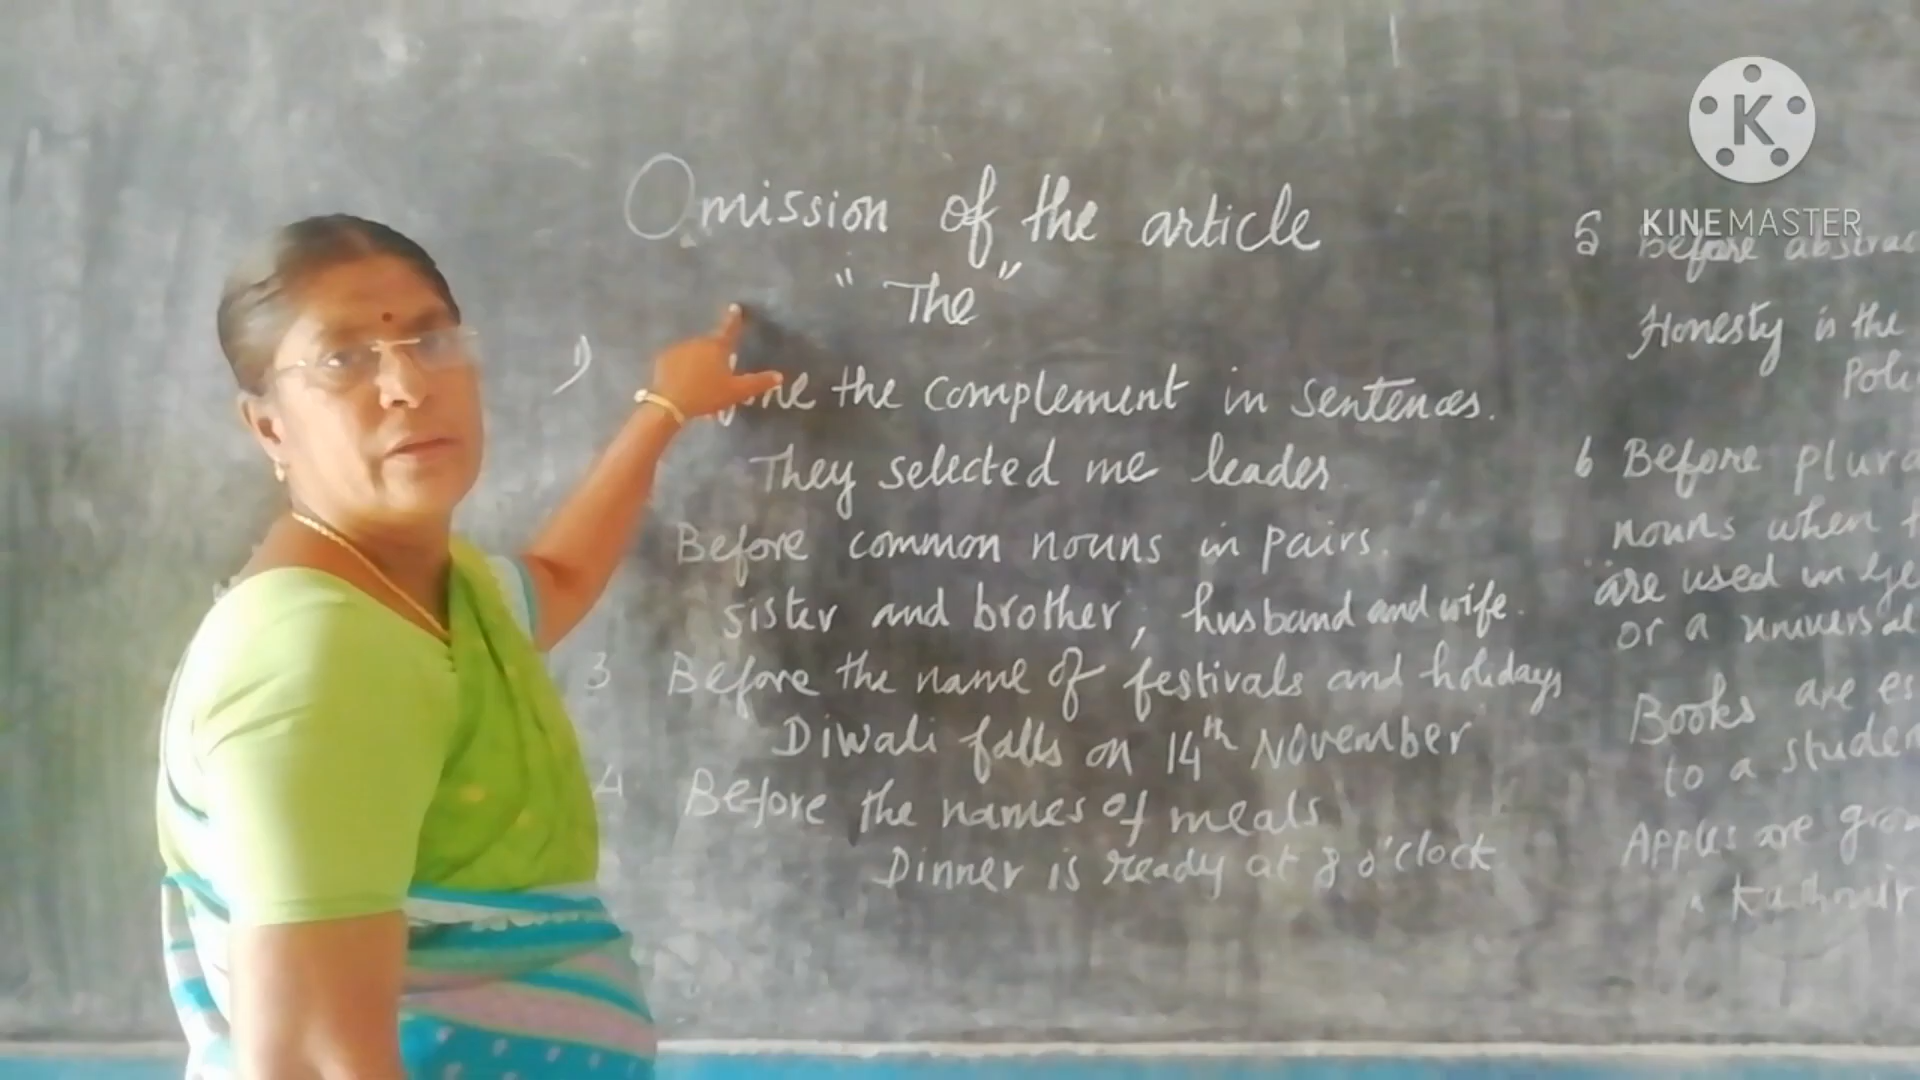 Omission of the article
" The "
1)
the complement in sentences.
They selected me leader.
Before common nouns in pairs.
sister and brother, husband and wife.
3 Before the name of festivals and holidays
Diwali falls on 14th November
4 Before the names of meals
Dinner is ready at 8 o'clock
5 Before
Honesty is the
6 Before
nouns when
are used in
or a
Books are
to a
Apples are
K
KINEMASTER